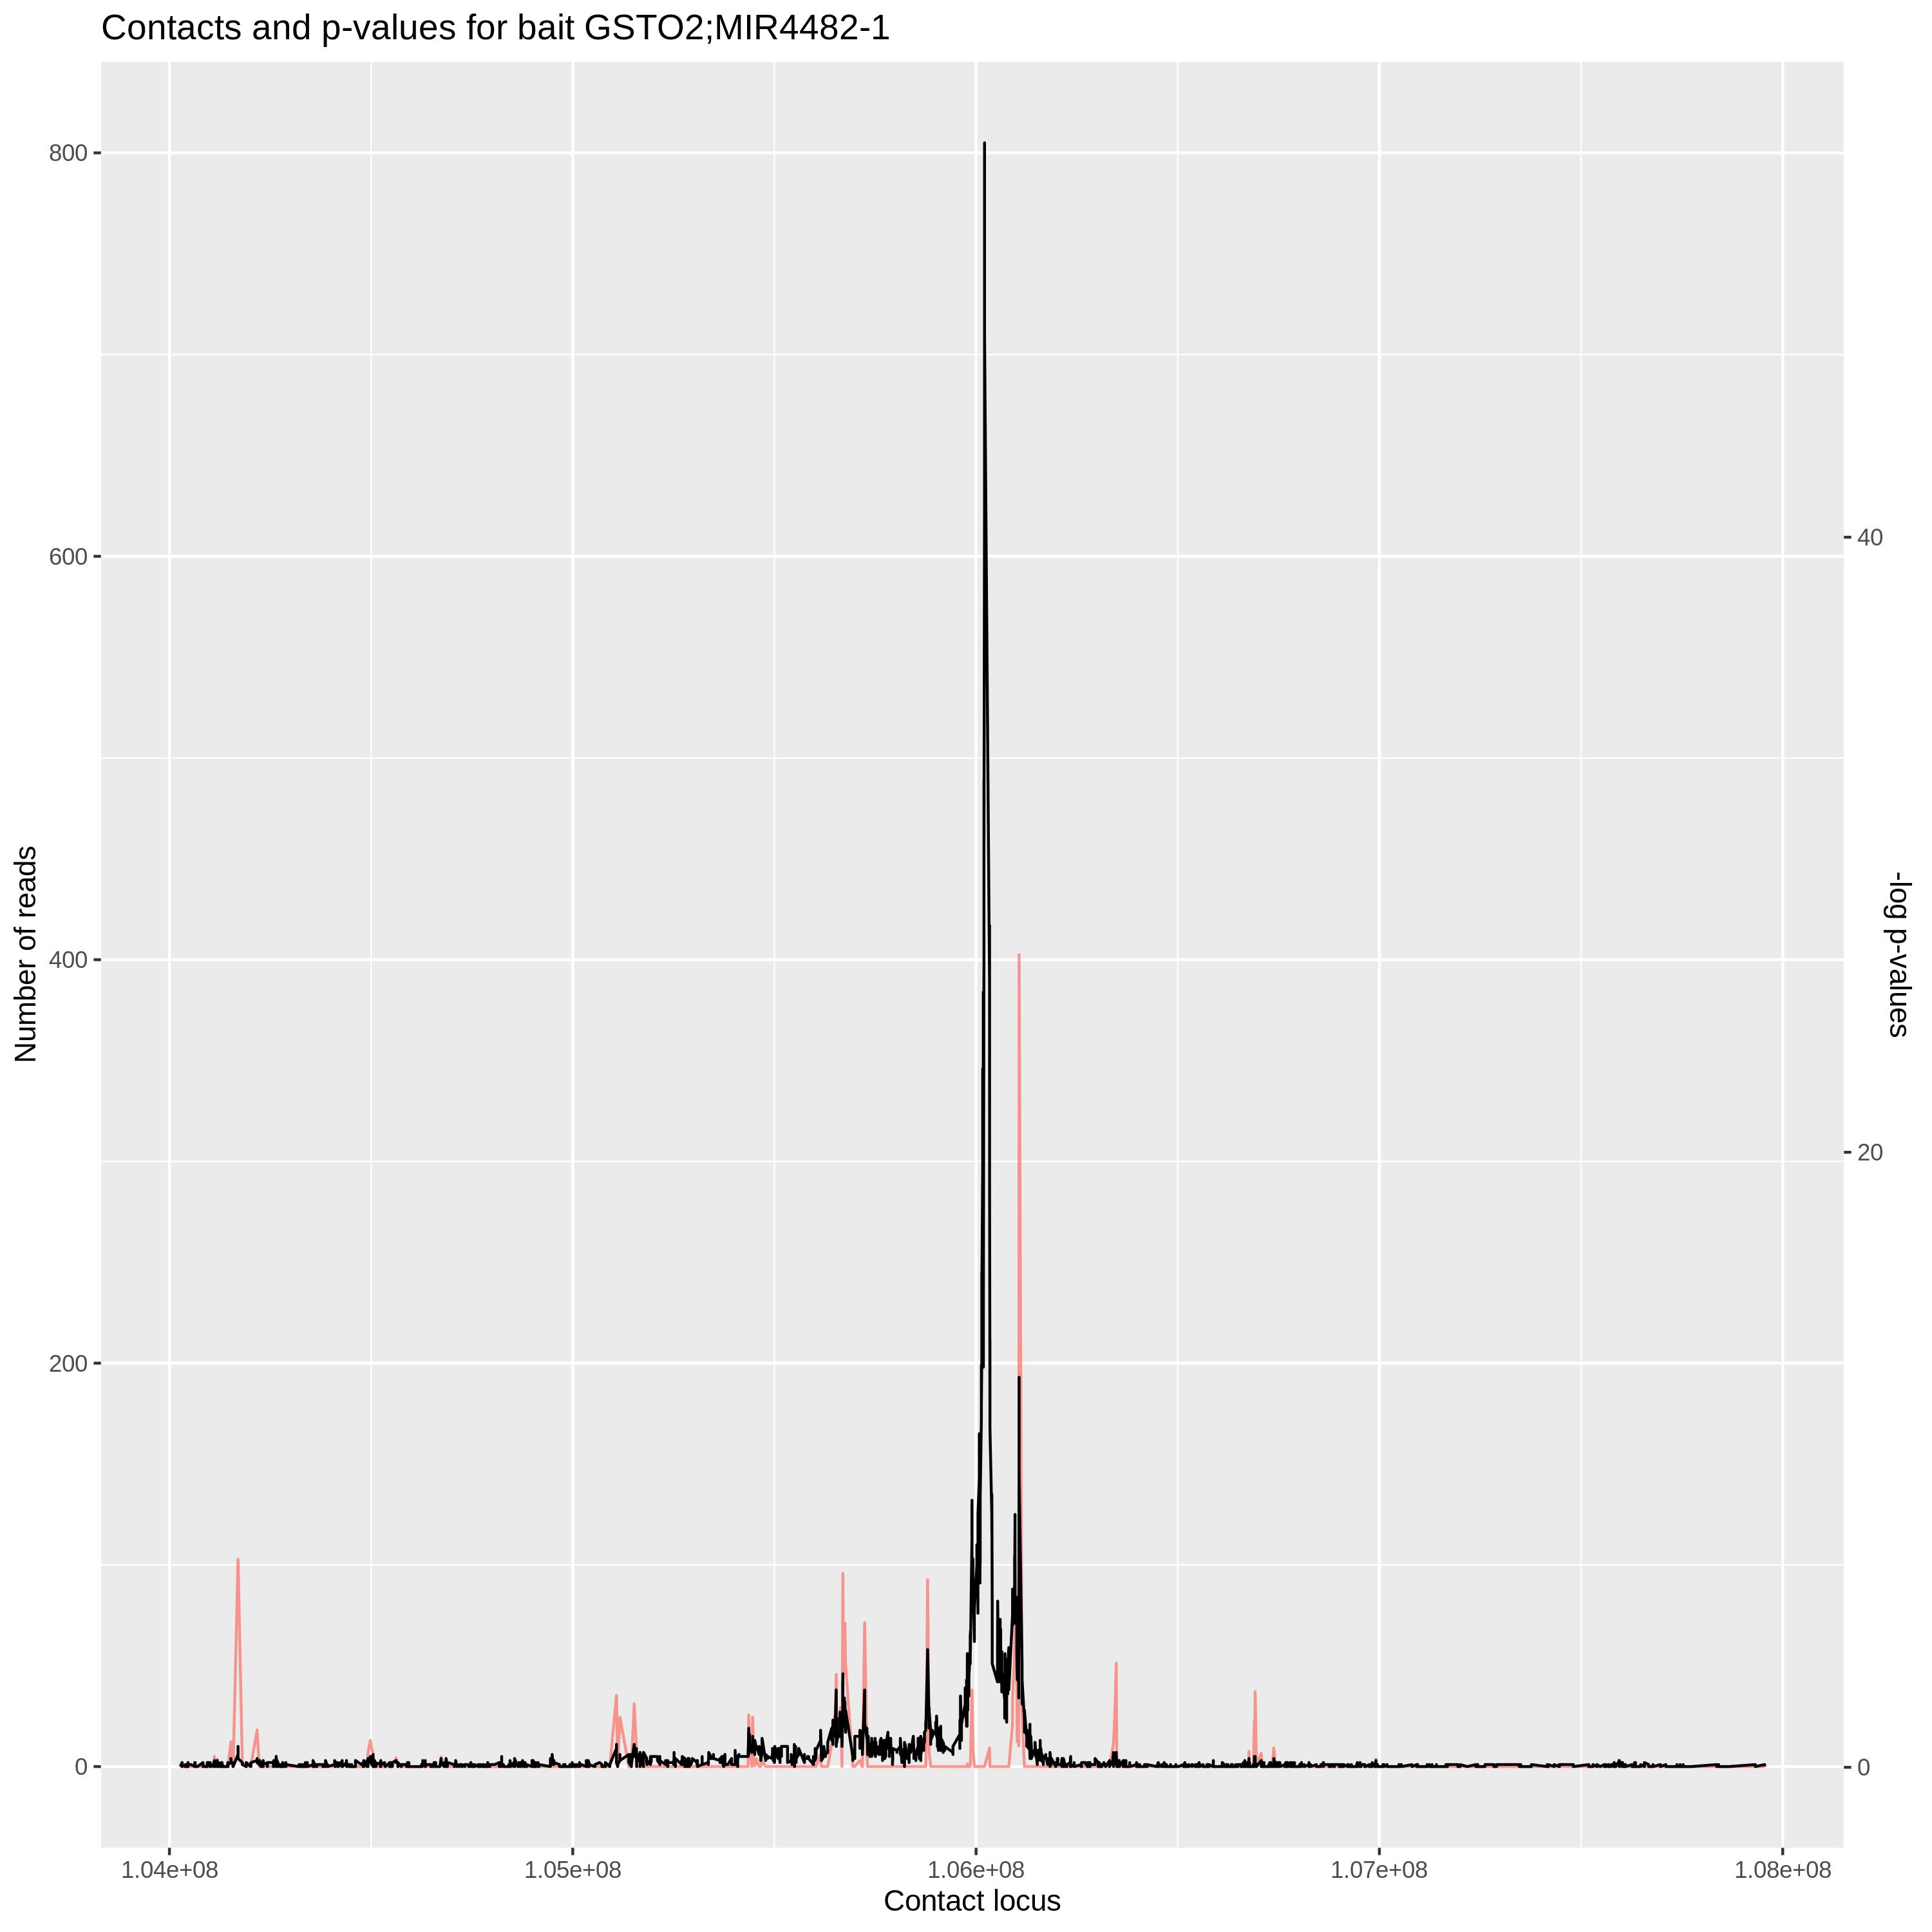 Contacts and p-values for bait GSTO2;MIR4482-1
800
600
400
200
0
Number of reads
40
20
0
-log p-values
1.04e+08
1.05e+08
1.06e+08
1.07e+08
1.08e+08
Contact locus